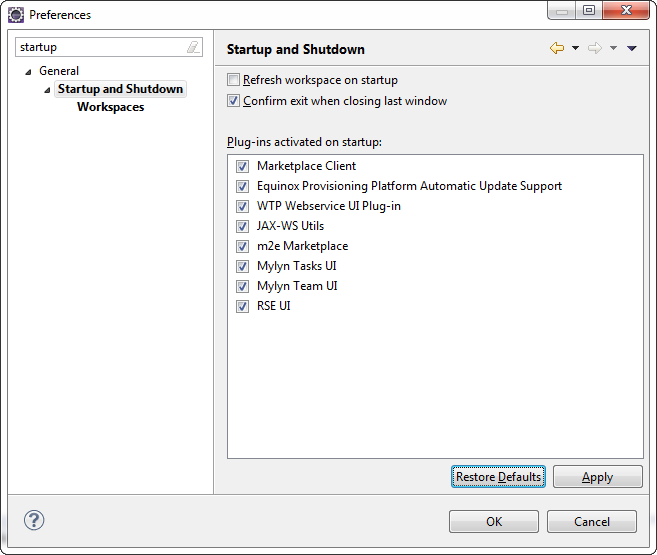 Preferences
startup
General
Startup and Shutdown
Workspaces
Startup and Shutdown
Refresh workspace on startup
Confirm exit when closing last window
Plug-ins activated on startup:
Marketplace Client
Equinox Provisioning Platform Automatic Update Support
WTP Webservice UI Plug-in
JAX-WS Utils
m2e Marketplace
Mylyn Tasks UI
Mylyn Team UI
RSE UI
Restore Defaults
Apply
?
OK
Cancel